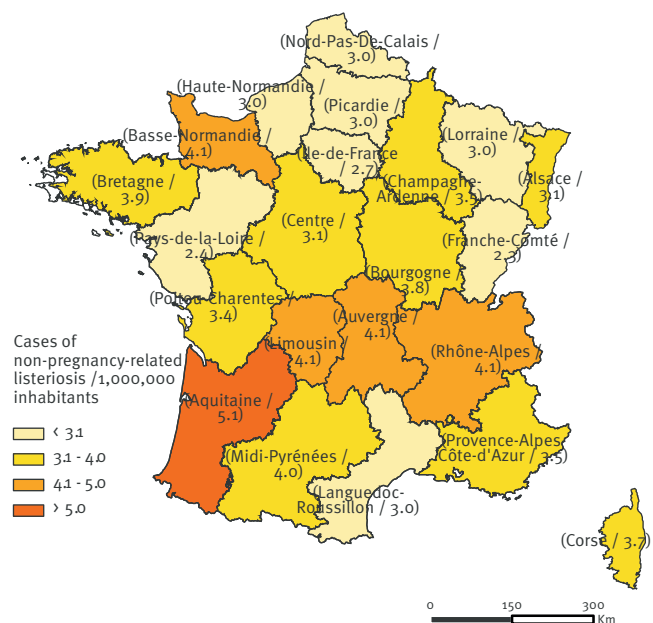 (Nord-Pas-De-Calais /
3.0)
(Haute-Normandie /
3.0)
(Picardie /
3.0)
(Basse-Normandie /
4.1)
(Ile-de-France /
2.7)
(Lorraine /
3.0)
(Champagne-
Ardenne / 3.5)
(Alsace /
3.1)
(Bretagne /
3.9)
(Pays-de-la-Loire /
2.4)
(Centre /
3.1)
(Franche-Comté /
2.3)
(Bourgogne /
3.8)
(Poitou-Charentes /
3.4)
(Limousin /
4.1)
(Auvergne /
4.1)
(Rhône-Alpes /
4.1)
(Aquitaine /
5.1)
(Midi-Pyrénées /
4.0)
(Languedoc-
Roussillon / 3.0)
(Provence-Alpes-
Côte-d'Azur / 3.5)
(Corse / 3.7)
Cases of
non-pregnancy-related
listeriosis /1,000,000
inhabitants
< 3.1
3.1 - 4.0
4.1 - 5.0
> 5.0
0 150 300
Km